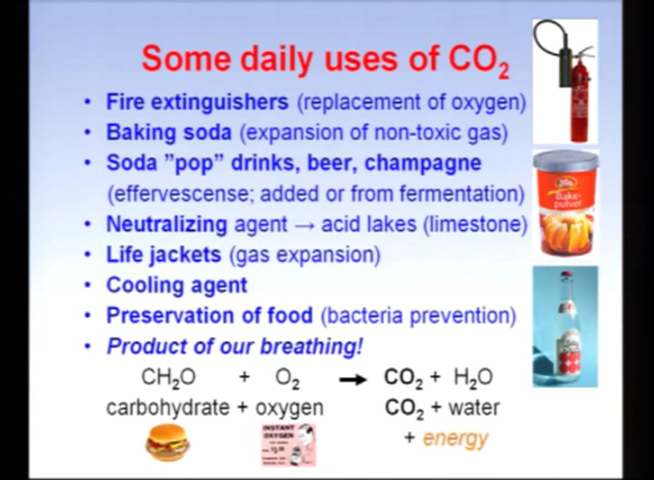 Some daily uses of CO₂
• Fire extinguishers (replacement of oxygen)
• Baking soda (expansion of non-toxic gas)
• Soda ”pop” drinks, beer, champagne
(effervescense; added or from fermentation)
• Neutralizing agent → acid lakes (limestone)
• Life jackets (gas expansion)
• Cooling agent
• Preservation of food (bacteria prevention)
• Product of our breathing!
CH₂O + O₂ → CO₂ + H₂O
carbohydrate + oxygen CO₂ + water
+ energy
Bake-
pulver
INSTANT
OXYGEN